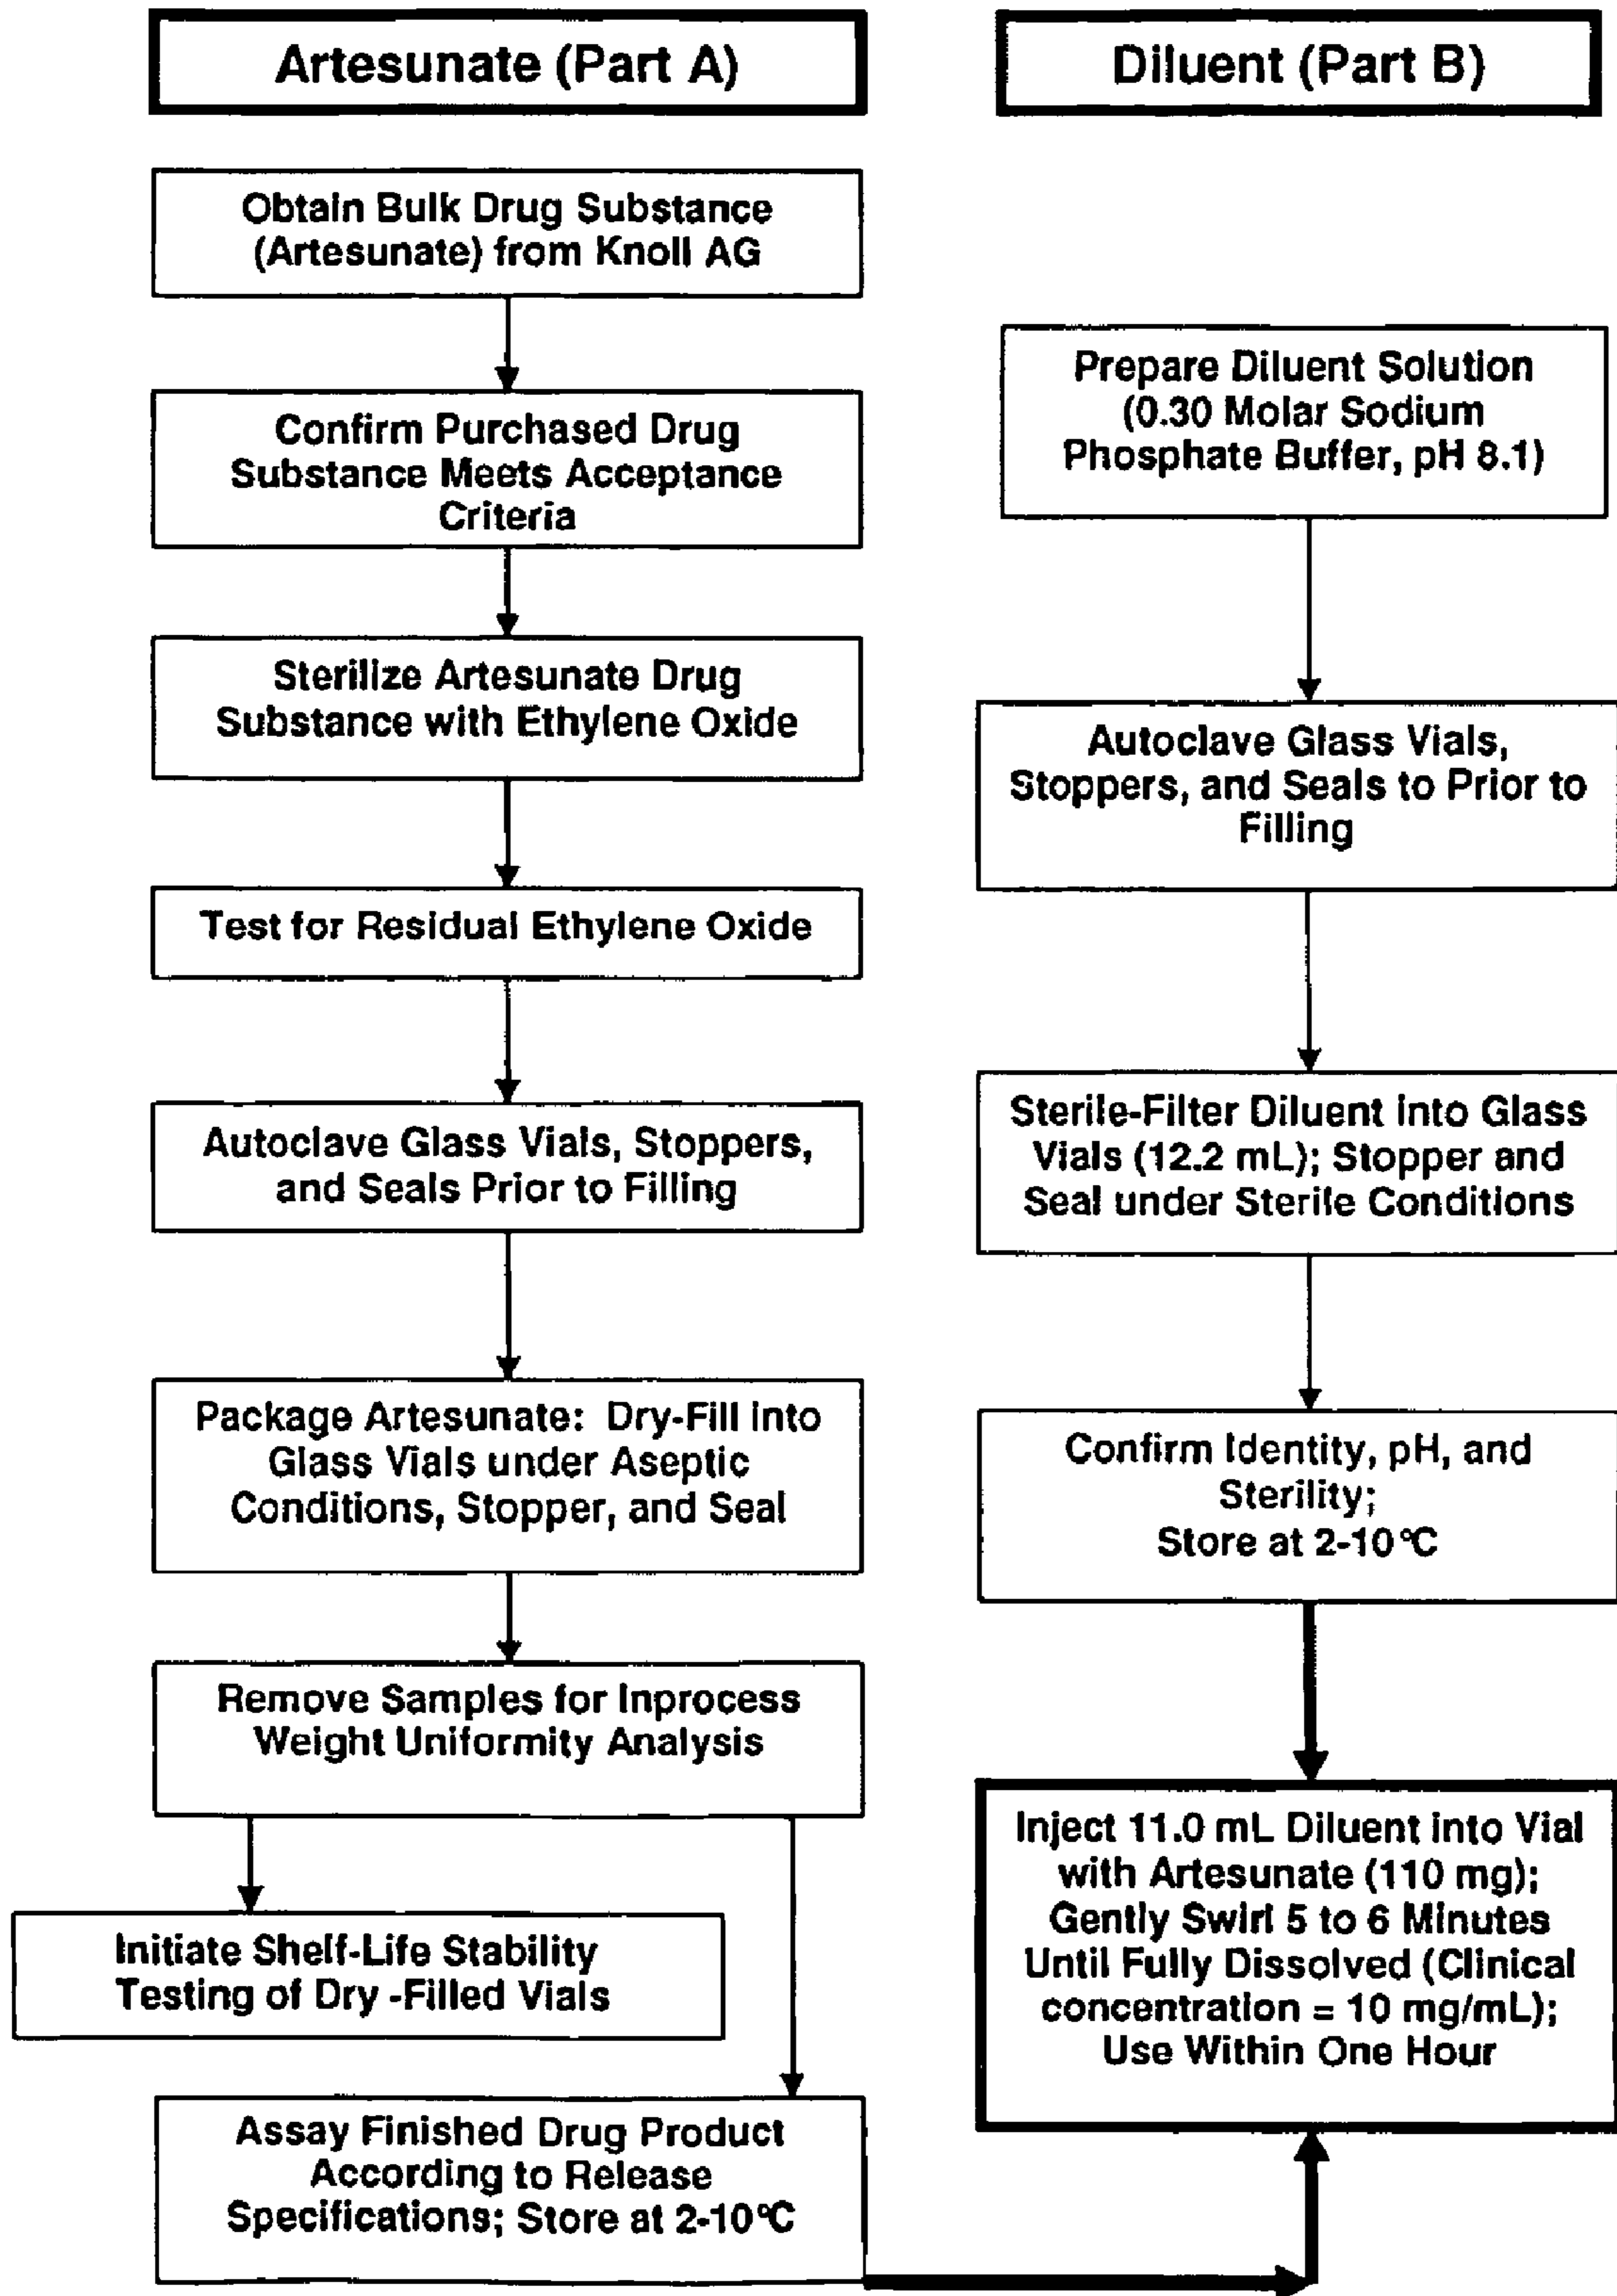 Artesunate (Part A)
Obtain Bulk Drug Substance
(Artesunate) from Knoll AG
Confirm Purchased Drug
Substance Meets Acceptance
Criteria
Sterilize Artesunate Drug
Substance with Ethylene Oxide
Test for Residual Ethylene Oxide
Autoclave Glass Vials, Stoppers,
and Seals Prior to Filling
Package Artesunate: Dry-Fill into
Glass Vials under Aseptic
Conditions, Stopper, and Seal
Remove Samples for Inprocess
Weight Uniformity Analysis
Initiate Shelf-Life Stability
Testing of Dry -Filled Vials
Assay Finished Drug Product
According to Release
Specifications; Store at 2-10°C
Diluent (Part B)
Prepare Diluent Solution
(0.30 Molar Sodium
Phosphate Buffer, pH 8.1)
Autoclave Glass Vials,
Stoppers, and Seals to Prior to
Filling
Sterile-Filter Diluent into Glass
Vials (12.2 mL); Stopper and
Seal under Sterile Conditions
Confirm Identity, pH, and
Sterility;
Store at 2-10°C
Inject 11.0 mL Diluent into Vial
with Artesunate (110 mg);
Gently Swirl 5 to 6 Minutes
Until Fully Dissolved (Clinical
concentration = 10 mg/mL);
Use Within One Hour